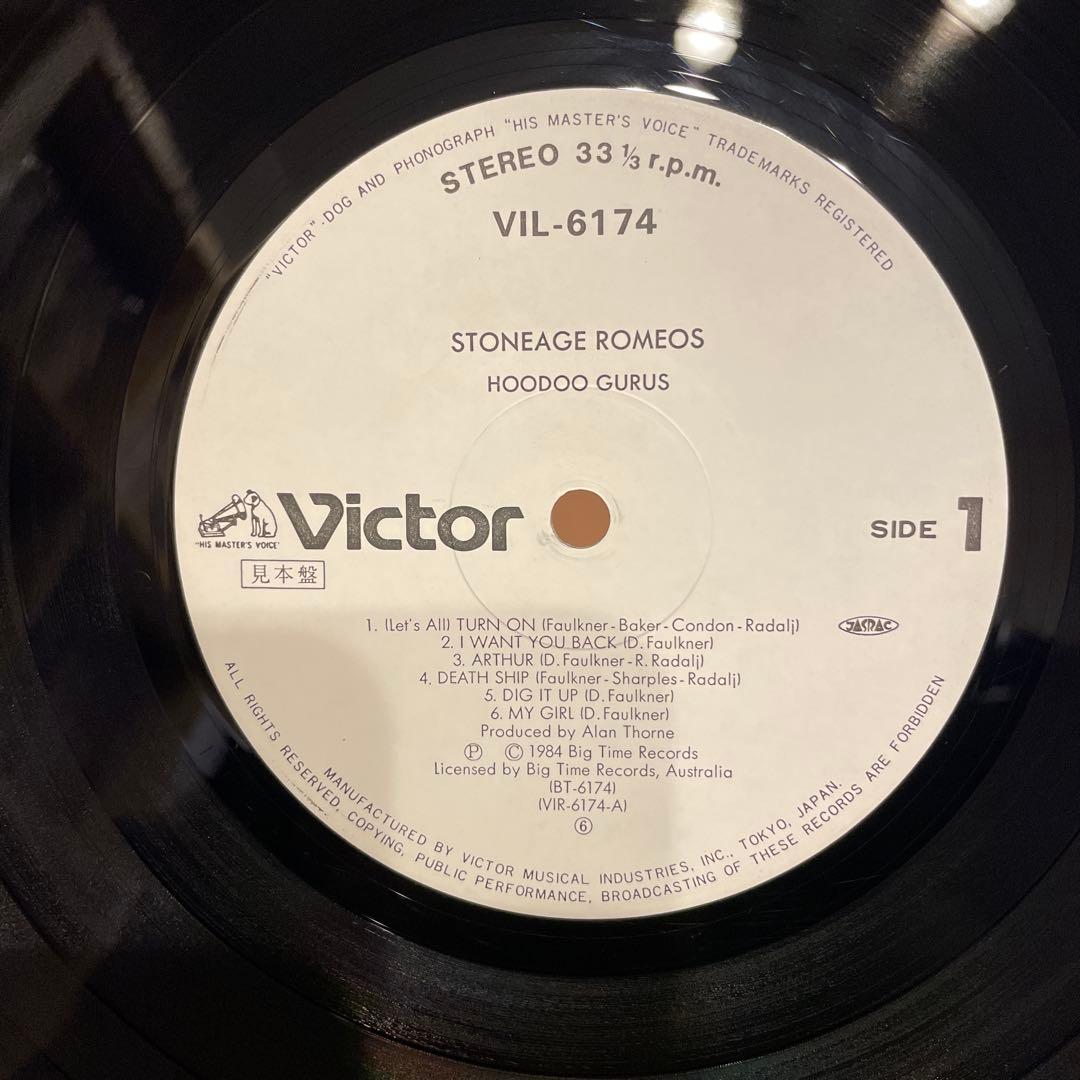 "VICTOR"-DOG AND PHONOGRAPH "HIS MASTER'S VOICE" TRADEMARKS REGISTERED
STEREO 33 1/3 r.p.m.
VIL-6174
STONEAGE ROMEOS
HOODOO GURUS
Victor
"HIS MASTER'S VOICE"
見本盤
SIDE 1
1. (Let's All) TURN ON (Faulkner-Baker-Condon-Radalj)
2. I WANT YOU BACK (D. Faulkner)
3. ARTHUR (D. Faulkner-R. Radalj)
4. DEATH SHIP (Faulkner-Sharples-Radalj)
5. DIG IT UP (D. Faulkner)
6. MY GIRL (D. Faulkner)
JASRAC
Produced by Alan Thorne
Ⓟ Ⓒ 1984 Big Time Records
Licensed by Big Time Records, Australia
(BT-6174)
(VIR-6174-A)
⑥
MANUFACTURED BY VICTOR MUSICAL INDUSTRIES, INC., TOKYO, JAPAN.
ALL RIGHTS RESERVED. COPYING, PUBLIC PERFORMANCE, BROADCASTING OF THESE RECORDS ARE FORBIDDEN